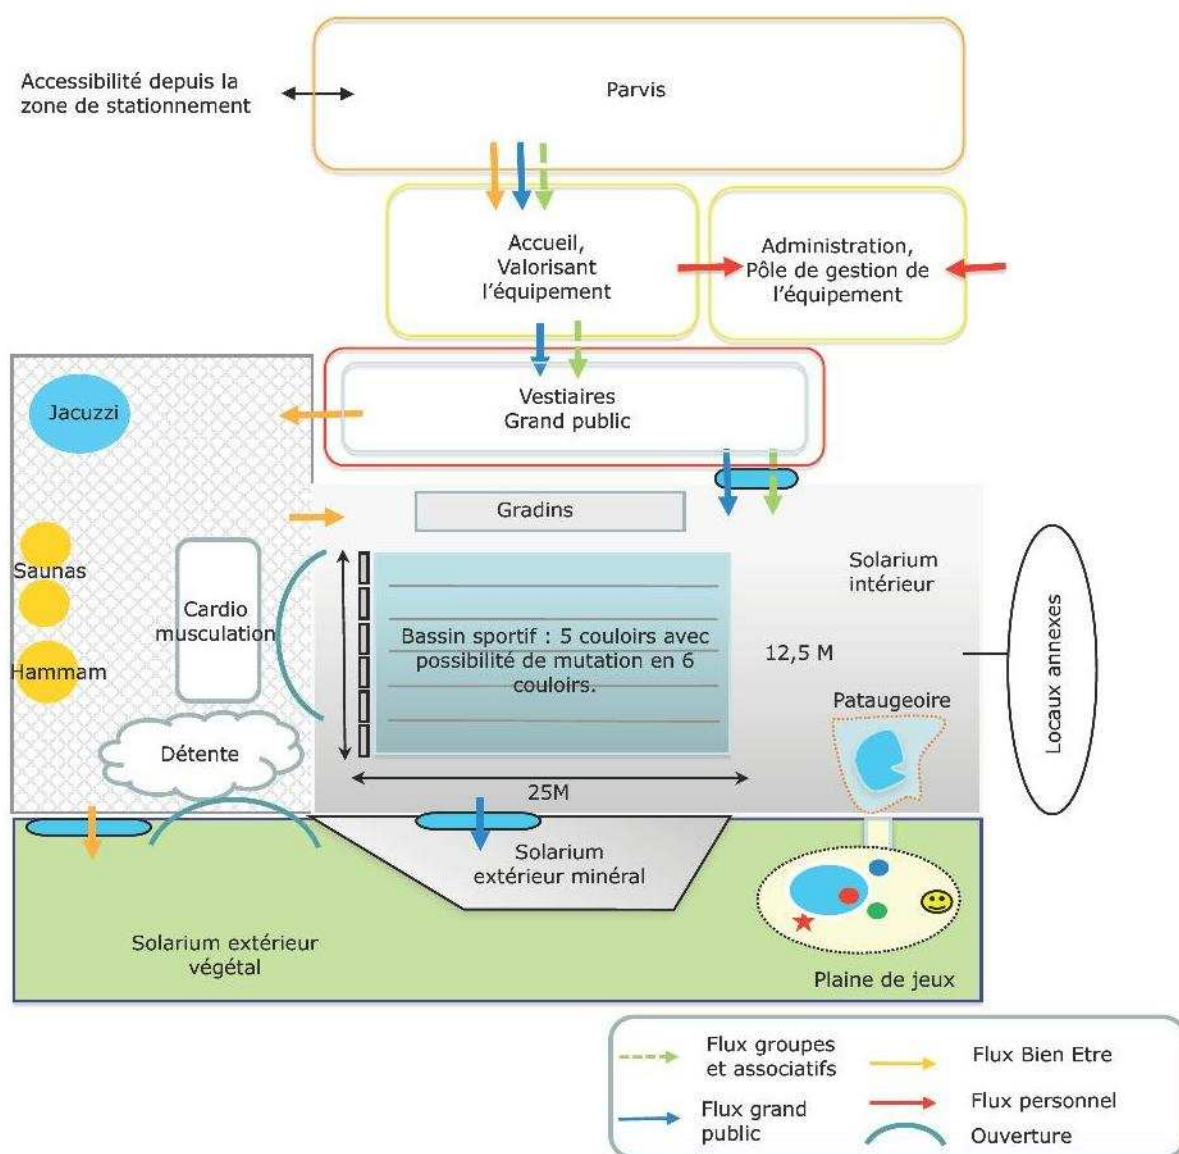 Accessibilité depuis la
zone de stationnement
Parvis
Accueil,
Valorisant
l'équipement
Administration,
Pôle de gestion de
l'équipement
Vestiaires
Grand public
Jacuzzi
Gradins
Saunas
Cardio
musculation
Hammam
Détente
Bassin sportif : 5 couloirs avec
possibilité de mutation en 6
couloirs.
Solarium
intérieur
12,5 M
Pataugeoire
Locaux annexes
25M
Solarium
extérieur minéral
Solarium extérieur
végétal
Plaine de jeux
Flux groupes
et associatifs
Flux grand
public
Flux Bien Etre
Flux personnel
Ouverture